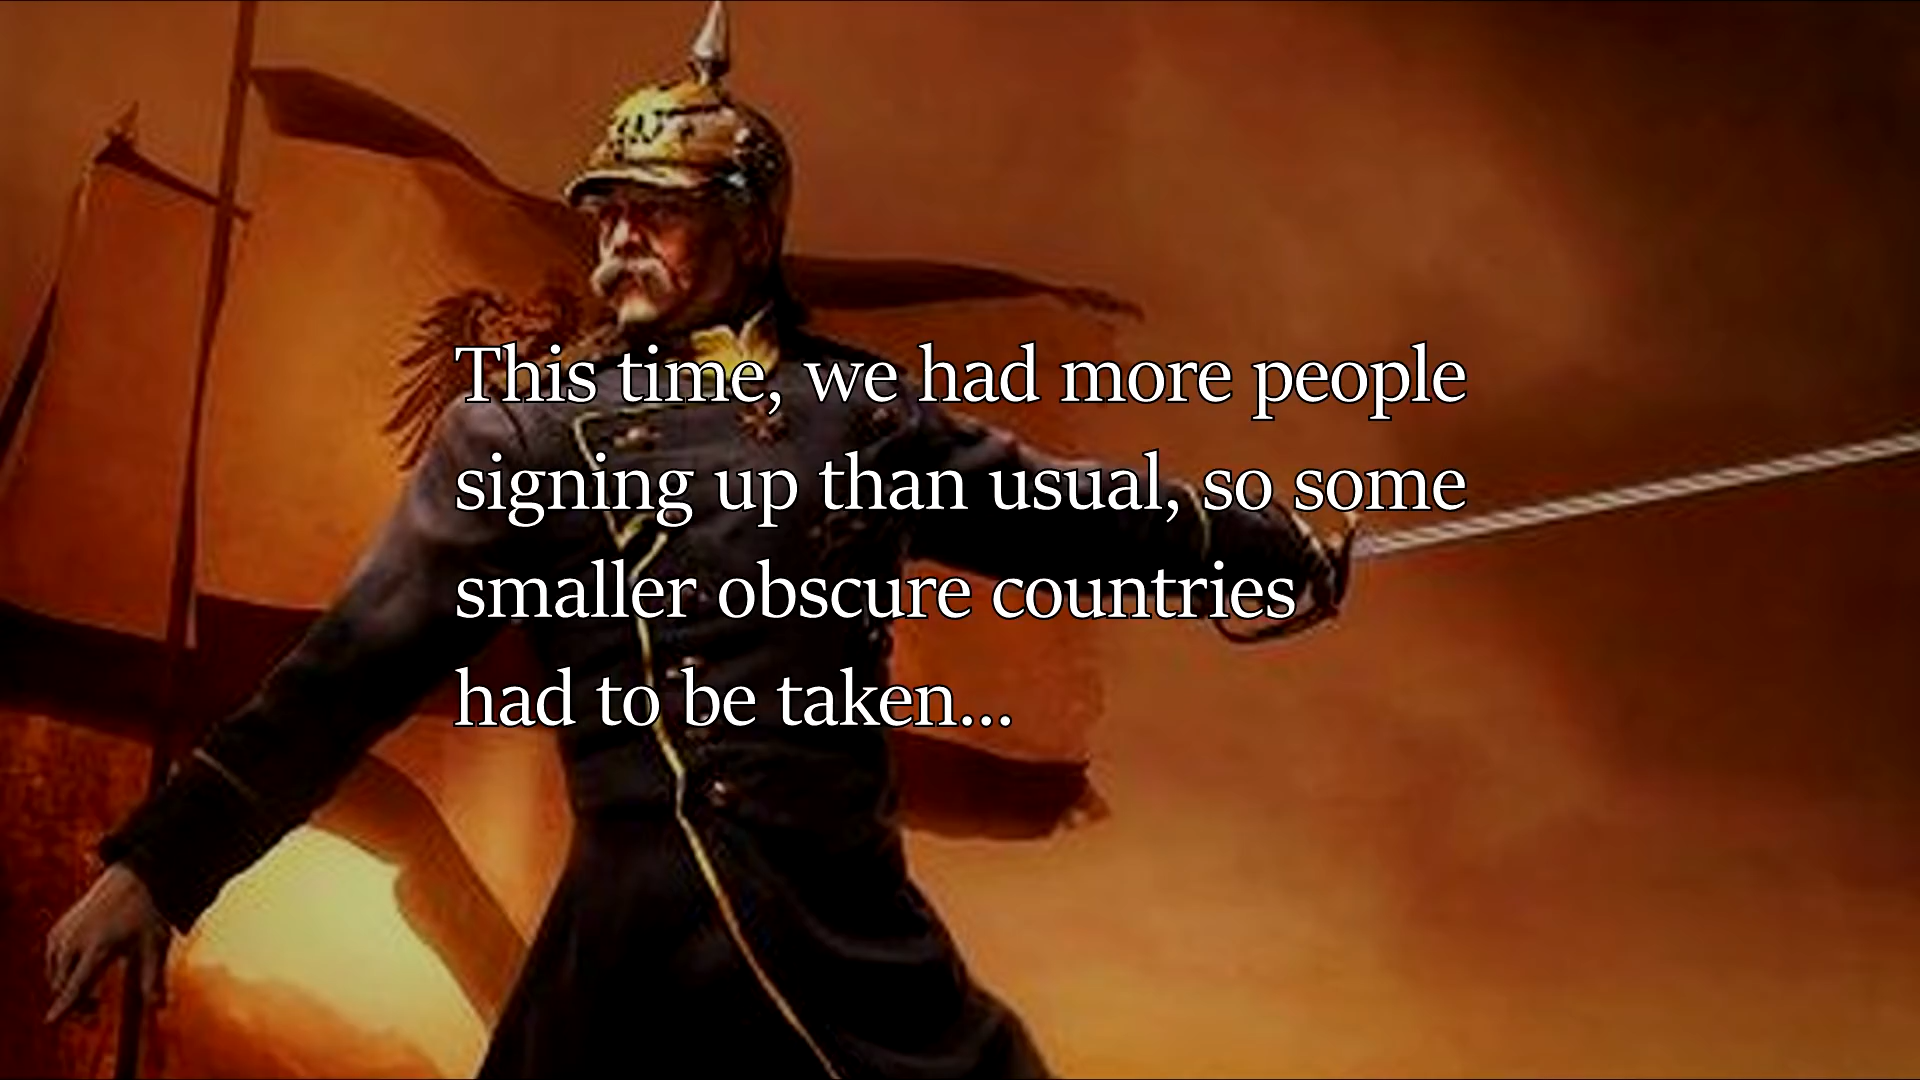 This time, we had more people
signing up than usual, so some
smaller obscure countries
had to be taken...